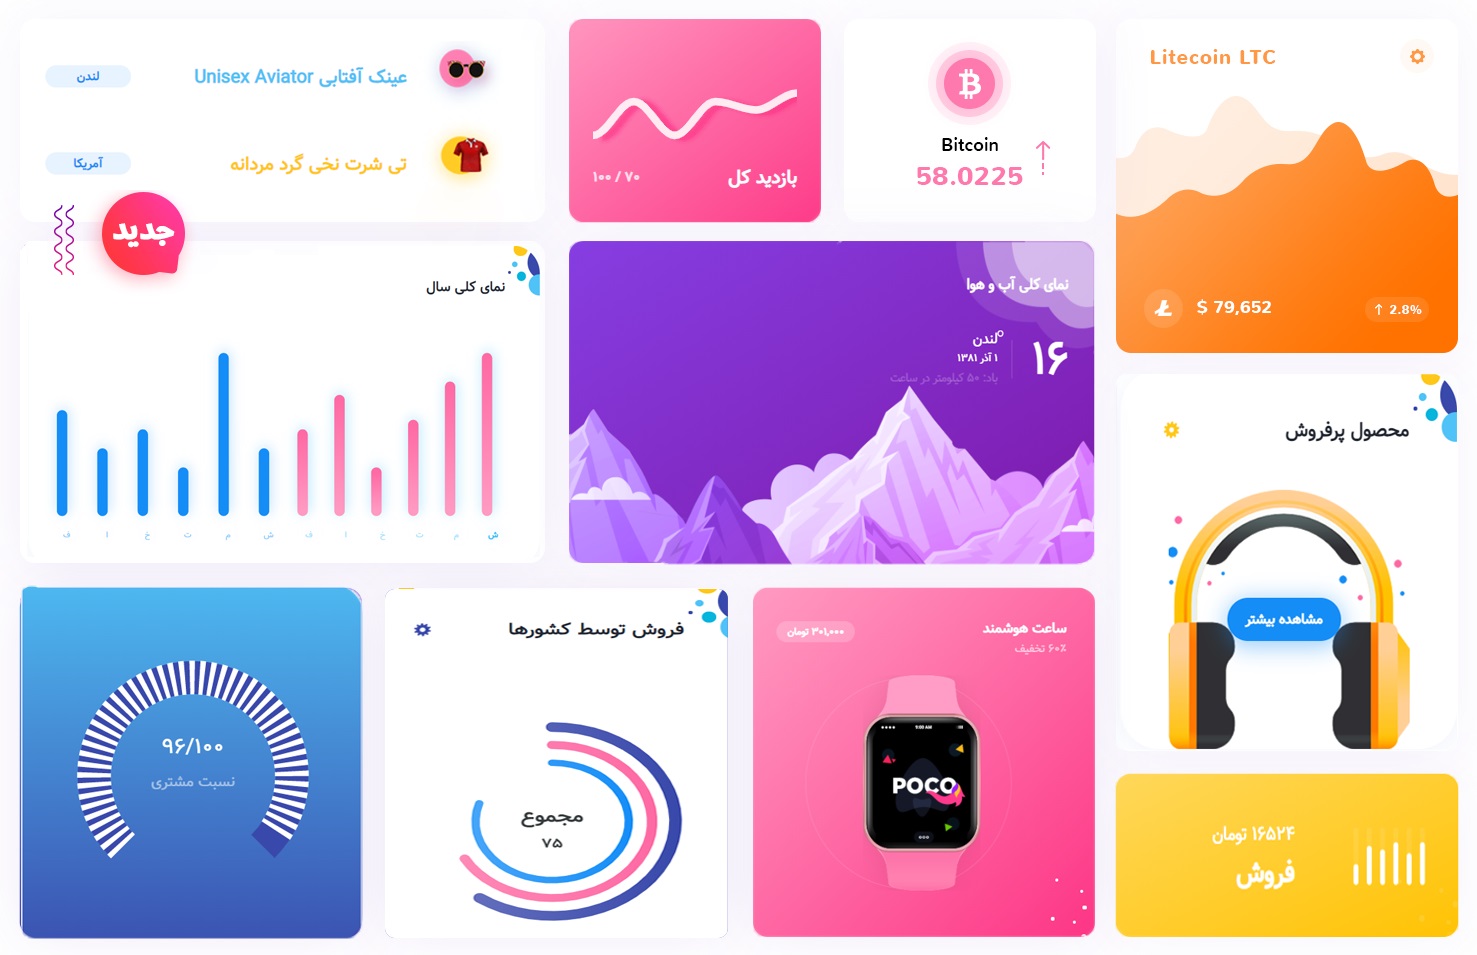 Litecoin LTC
$ 79,652
↑ 2.8%
Bitcoin
58.0225
بازدید کل
۷۰ / ۱۰۰
عینک آفتابی Unisex Aviator
لندن
تی شرت نخی گرد مردانه
آمریکا
جدید
نمای کلی سال
ش م ت خ ا ف ش م ت خ ا ف
نمای کلی آب و هوا
۱۶
لندن
۱ آذر ۱۳۸۱
باد: ۵۰ کیلومتر در ساعت
محصول پرفروش
مشاهده بیشتر
۱۶۵۲۴ تومان
فروش
ساعت هوشمند
۳۰۱,۰۰۰ تومان
۶۰٪ تخفیف
9:00 AM
POCO
فروش توسط کشورها
مجموع
۷۵
۹۶/۱۰۰
نسبت مشتری